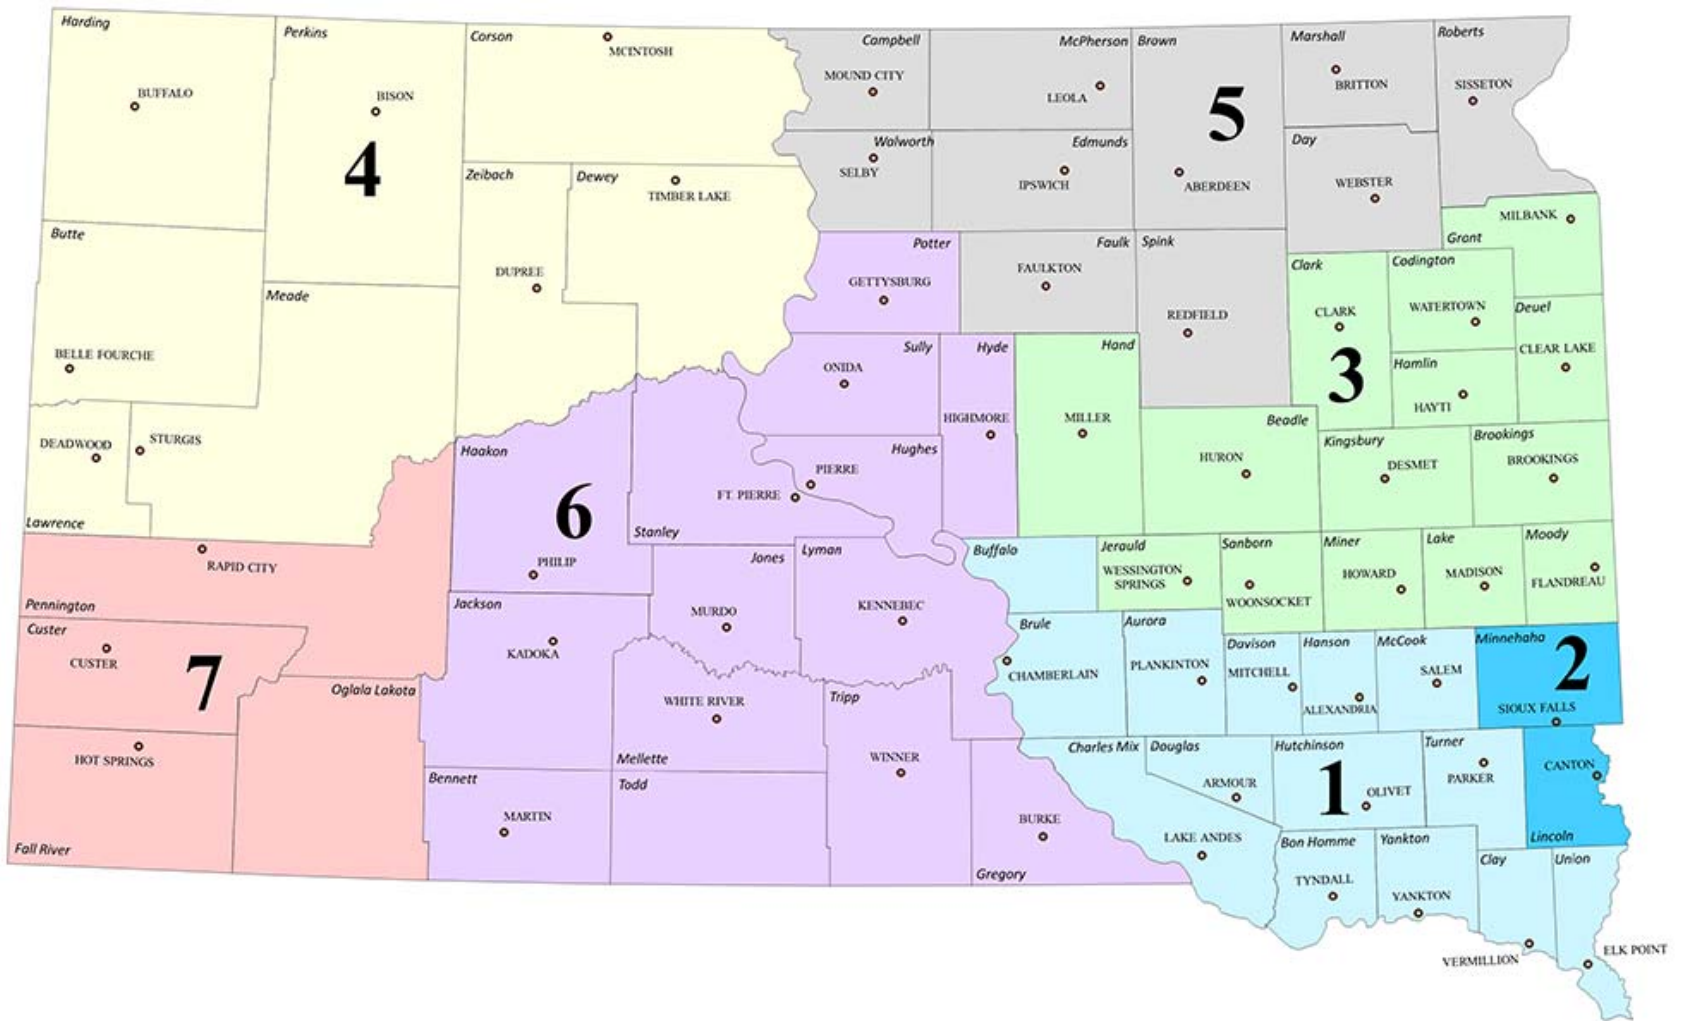 Harding
BUFFALO
Perkins
BISON
4
Corson
MCINTOSH
Campbell
MOUND CITY
McPherson
LEOLA
Brown
5
ABERDEEN
Marshall
BRITTON
Roberts
SISSETON
Walworth
SELBY
Edmunds
IPSWICH
Day
WEBSTER
Zeibach
DUPREE
Dewey
TIMBER LAKE
MILBANK
Grant
Butte
BELLE FOURCHE
Meade
STURGIS
Potter
GETTYSBURG
Faulk
FAULKTON
Spink
REDFIELD
Clark
CLARK
3
Codington
WATERTOWN
Deuel
CLEAR LAKE
Hamlin
HAYTI
Sully
ONIDA
Hyde
HIGHMORE
Hand
MILLER
Beadle
HURON
Kingsbury
DESMET
Brookings
BROOKINGS
DEADWOOD
Lawrence
Haakon
6
PHILIP
Hughes
PIERRE
FT. PIERRE
Stanley
RAPID CITY
Pennington
Jackson
KADOKA
Jones
MURDO
Lyman
KENNEBEC
Buffalo
Jerauld
WESSINGTON
SPRINGS
Sanborn
WOONSOCKET
Miner
HOWARD
Lake
MADISON
Moody
FLANDREAU
Custer
CUSTER
7
Oglala Lakota
WHITE RIVER
Mellette
Tripp
WINNER
Brule
CHAMBERLAIN
Aurora
PLANKINTON
Davison
MITCHELL
Hanson
ALEXANDRIA
McCook
SALEM
Minnehaha
2
SIOUX FALLS
HOT SPRINGS
Fall River
Bennett
MARTIN
Todd
BURKE
Gregory
Charles Mix
LAKE ANDES
Douglas
ARMOUR
Hutchinson
1
OLIVET
Turner
PARKER
CANTON
Lincoln
Bon Homme
TYNDALL
Yankton
YANKTON
Clay
VERMILLION
Union
ELK POINT